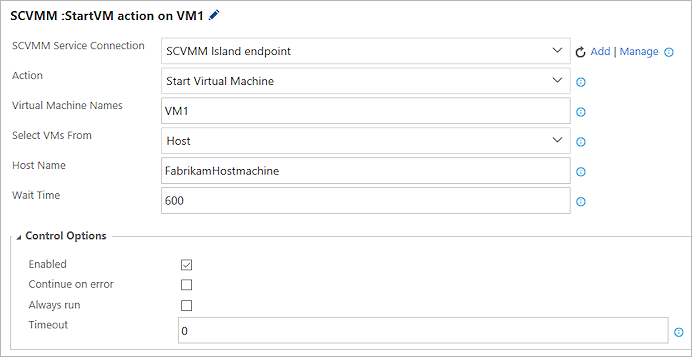 SCVMM :StartVM action on VM1
SCVMM Service Connection SCVMM Island endpoint Add | Manage
Action Start Virtual Machine
Virtual Machine Names VM1
Select VMs From Host
Host Name FabrikamHostmachine
Wait Time 600
Control Options
Enabled
Continue on error
Always run
Timeout 0